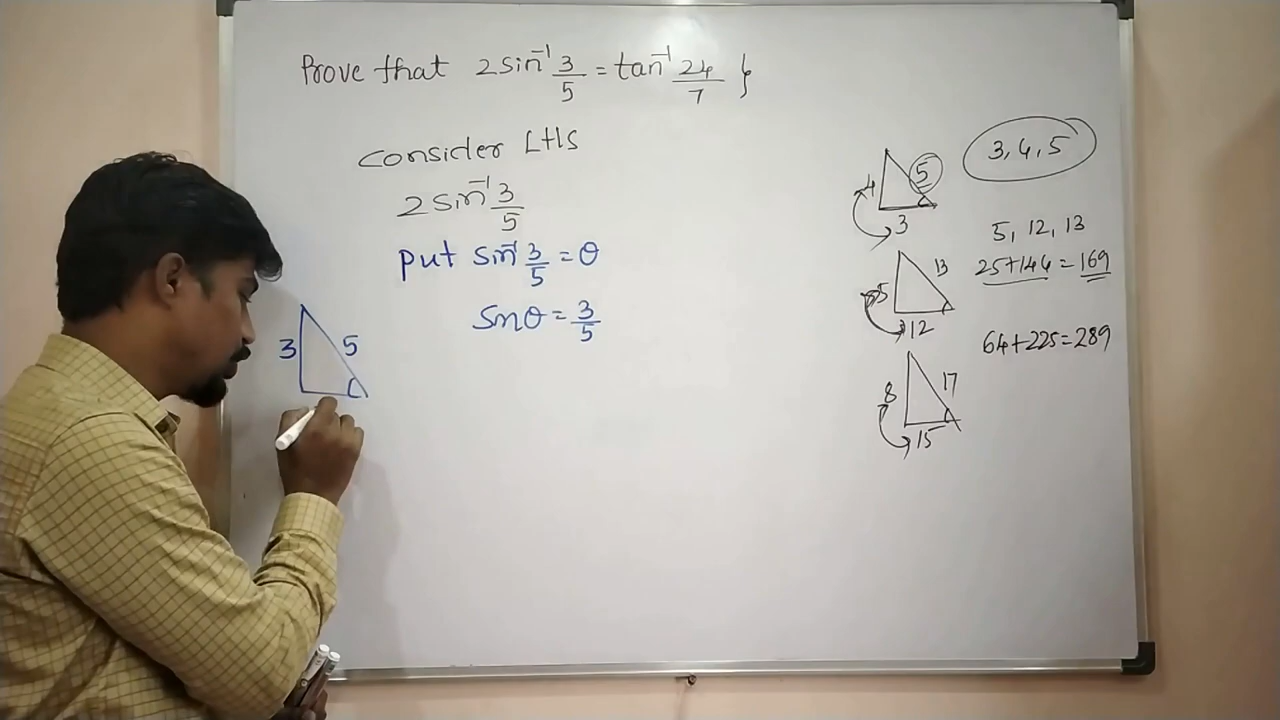 Prove that 2sin⁻¹ 3/5 = tan⁻¹ 24/7 }
Consider LHS
2 sin⁻¹ 3/5
put sin⁻¹ 3/5 = θ
Sinθ = 3/5
3 5
3, 4, 5
4 5
3
5, 12, 13
25+144 = 169
5 13
12
64+225=289
8 17
15